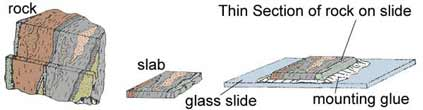 rock
Thin Section of rock on slide
slab
glass slide
mounting glue